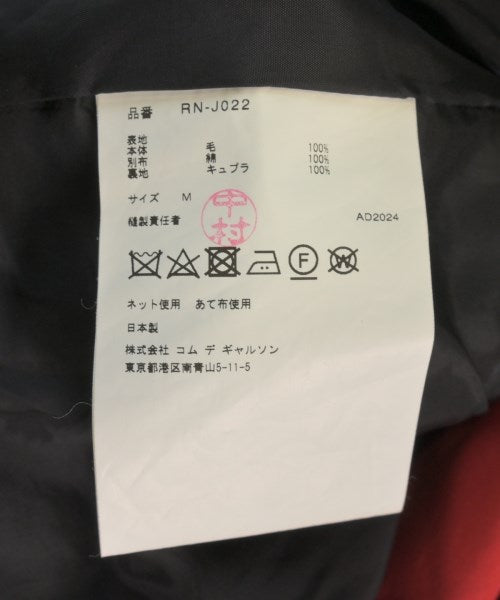 品番 RN-J022
表地
本体 毛 100%
別布 綿 100%
裏地 キュプラ 100%
サイズ M
縫製責任者 中村 AD2024
F W
ネット使用 あて布使用
日本製
株式会社 コム デ ギャルソン
東京都港区南青山5-11-5